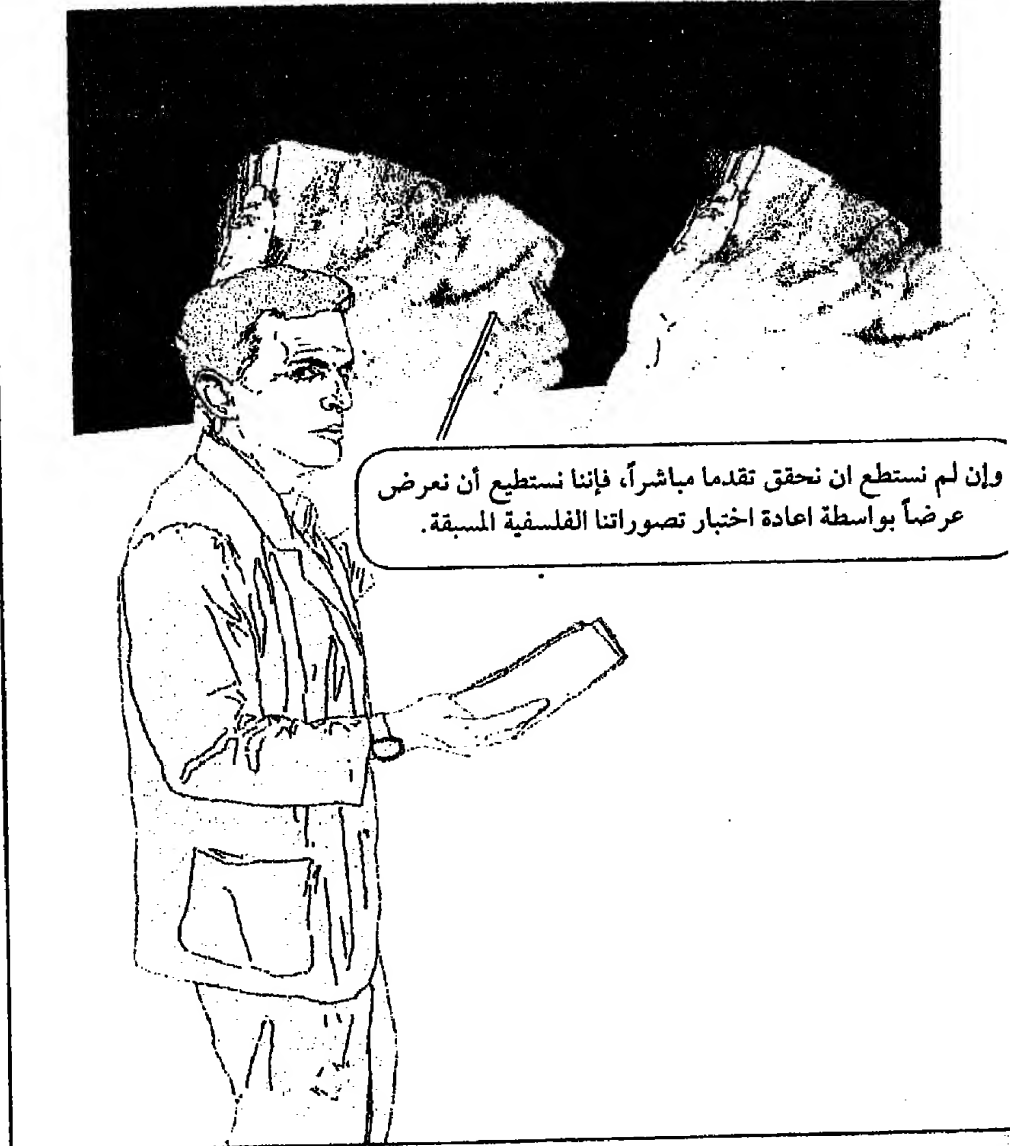 وإن لم نستطع ان نحقق تقدما مباشراً، فإننا نستطيع أن نعرض
عرضاً بواسطة اعادة اختبار تصوراتنا الفلسفية المسبقة.